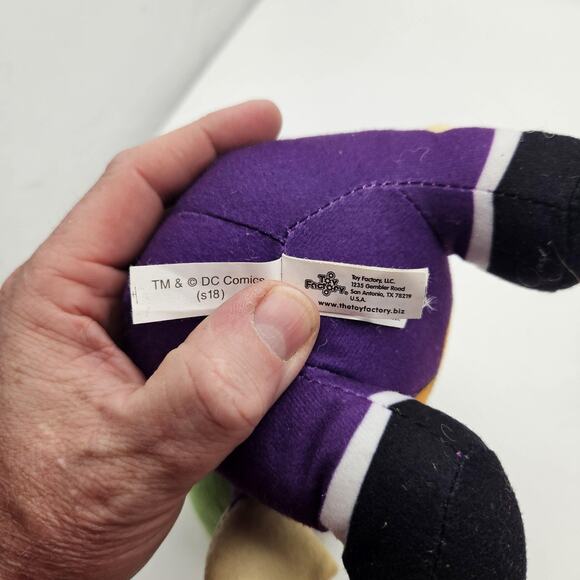 TM & © DC Comics
(s18)
Toy
Factory
Toy Factory, LLC.
1235 Gembler Road
San Antonio, TX 78219
U.S.A.
www.thetoyfactory.biz